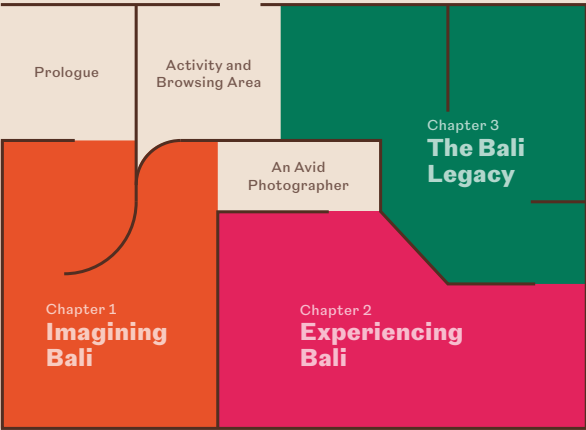 Prologue
Activity and
Browsing Area
Chapter 3
The Bali
Legacy
An Avid
Photographer
Chapter 1
Imagining
Bali
Chapter 2
Experiencing
Bali